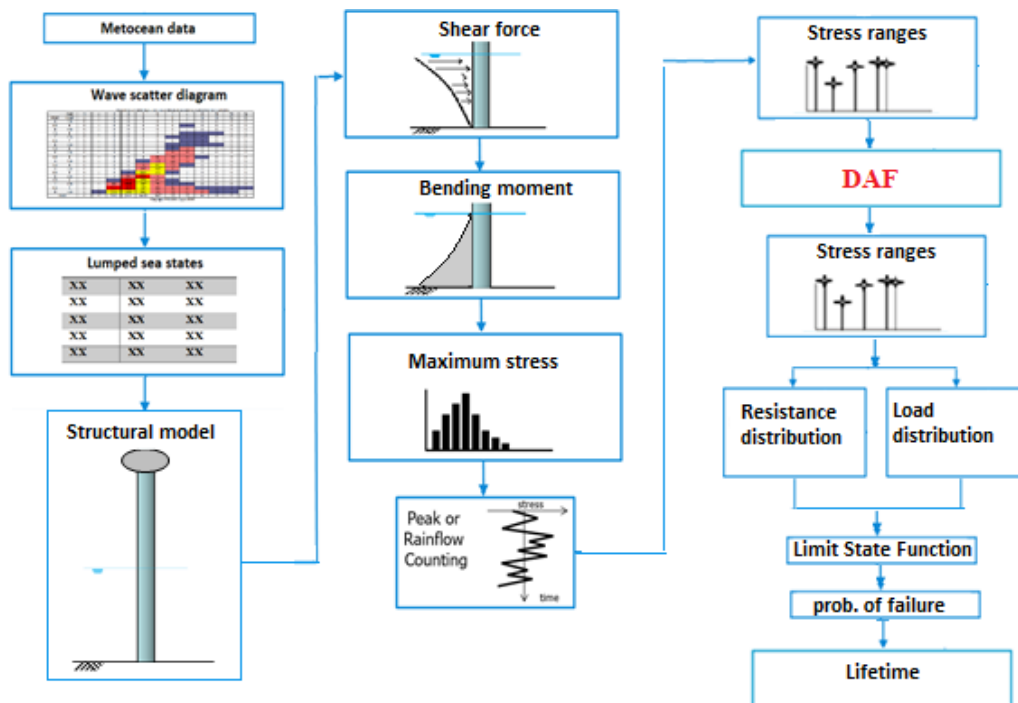 Metocean data
Wave scatter diagram
Lumped sea states
XX XX XX
XX XX XX
XX XX XX
XX XX XX
XX XX XX
Structural model
Shear force
Bending moment
Maximum stress
Peak or
Rainflow
Counting
stress
time
Stress ranges
DAF
Stress ranges
Resistance
distribution
Load
distribution
Limit State Function
prob. of failure
Lifetime